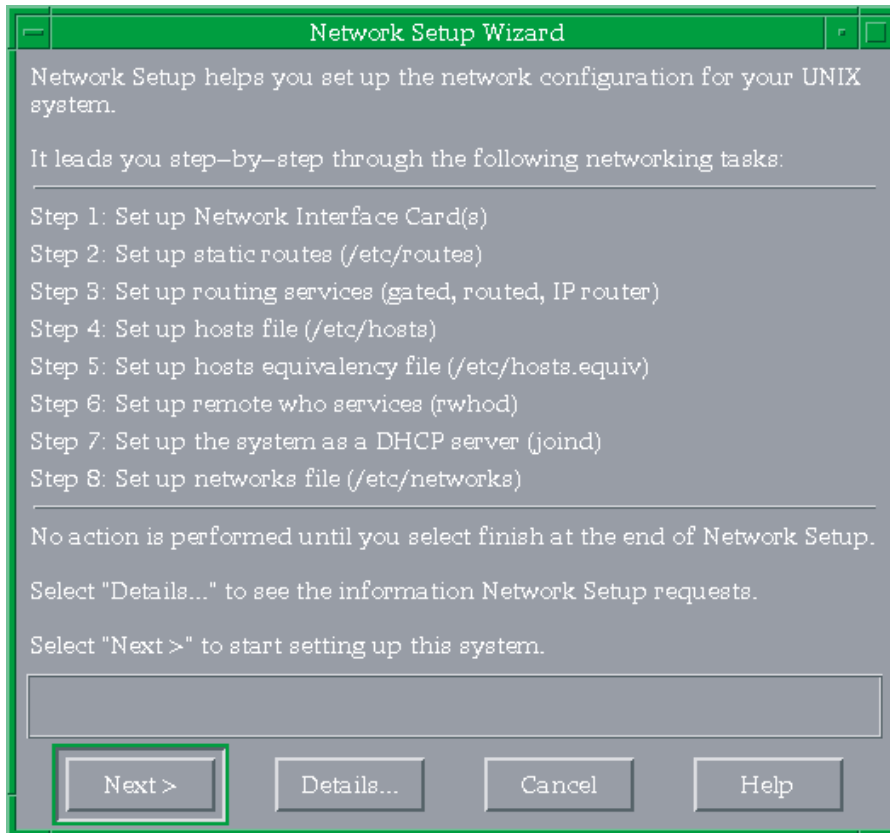 Network Setup Wizard
Network Setup helps you set up the network configuration for your UNIX
system.
It leads you step–by–step through the following networking tasks:
Step 1: Set up Network Interface Card(s)
Step 2: Set up static routes (/etc/routes)
Step 3: Set up routing services (gated, routed, IP router)
Step 4: Set up hosts file (/etc/hosts)
Step 5: Set up hosts equivalency file (/etc/hosts.equiv)
Step 6: Set up remote who services (rwhod)
Step 7: Set up the system as a DHCP server (joind)
Step 8: Set up networks file (/etc/networks)
No action is performed until you select finish at the end of Network Setup.
Select "Details..." to see the information Network Setup requests.
Select "Next >" to start setting up this system.
Next > Details... Cancel Help